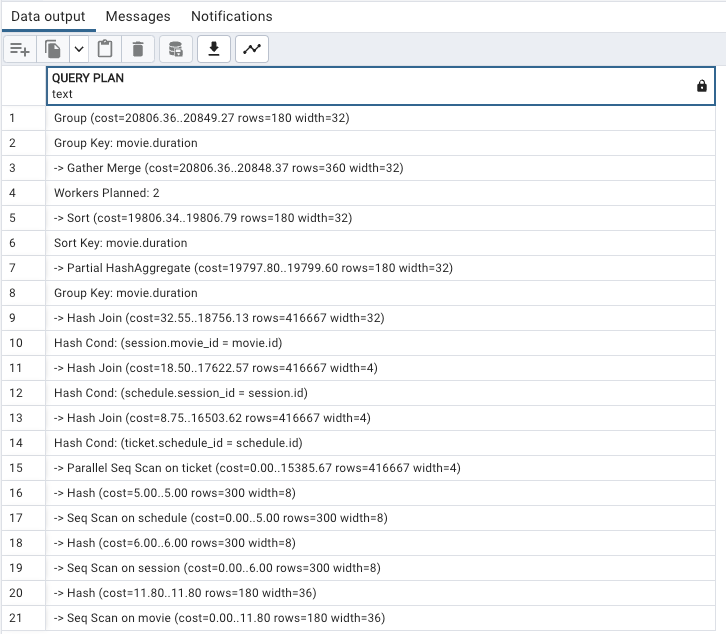 Data output Messages Notifications
QUERY PLAN
text
1 Group (cost=20806.36..20849.27 rows=180 width=32)
2 Group Key: movie.duration
3 -> Gather Merge (cost=20806.36..20848.37 rows=360 width=32)
4 Workers Planned: 2
5 -> Sort (cost=19806.34..19806.79 rows=180 width=32)
6 Sort Key: movie.duration
7 -> Partial HashAggregate (cost=19797.80..19799.60 rows=180 width=32)
8 Group Key: movie.duration
9 -> Hash Join (cost=32.55..18756.13 rows=416667 width=32)
10 Hash Cond: (session.movie_id = movie.id)
11 -> Hash Join (cost=18.50..17622.57 rows=416667 width=4)
12 Hash Cond: (schedule.session_id = session.id)
13 -> Hash Join (cost=8.75..16503.62 rows=416667 width=4)
14 Hash Cond: (ticket.schedule_id = schedule.id)
15 -> Parallel Seq Scan on ticket (cost=0.00..15385.67 rows=416667 width=4)
16 -> Hash (cost=5.00..5.00 rows=300 width=8)
17 -> Seq Scan on schedule (cost=0.00..5.00 rows=300 width=8)
18 -> Hash (cost=6.00..6.00 rows=300 width=8)
19 -> Seq Scan on session (cost=0.00..6.00 rows=300 width=8)
20 -> Hash (cost=11.80..11.80 rows=180 width=36)
21 -> Seq Scan on movie (cost=0.00..11.80 rows=180 width=36)